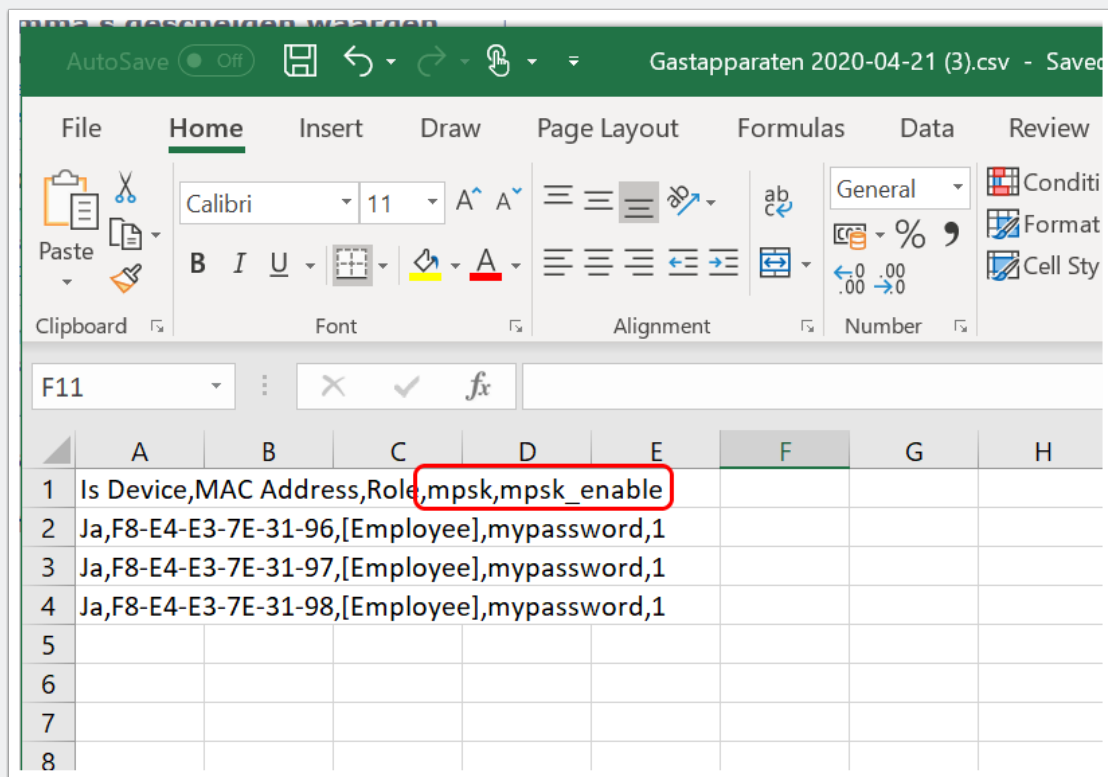 mma's gescheiden waarden
AutoSave Off Gastapparaten 2020-04-21 (3).csv - Saved
File Home Insert Draw Page Layout Formulas Data Review
Calibri 11 General Conditi
Paste Format
B I U A % Cell Sty
Clipboard Font Alignment Number
F11 fx
A B C D E F G H
1 Is Device,MAC Address,Role,mpsk,mpsk_enable
2 Ja,F8-E4-E3-7E-31-96,[Employee],mypassword,1
3 Ja,F8-E4-E3-7E-31-97,[Employee],mypassword,1
4 Ja,F8-E4-E3-7E-31-98,[Employee],mypassword,1
5
6
7
8